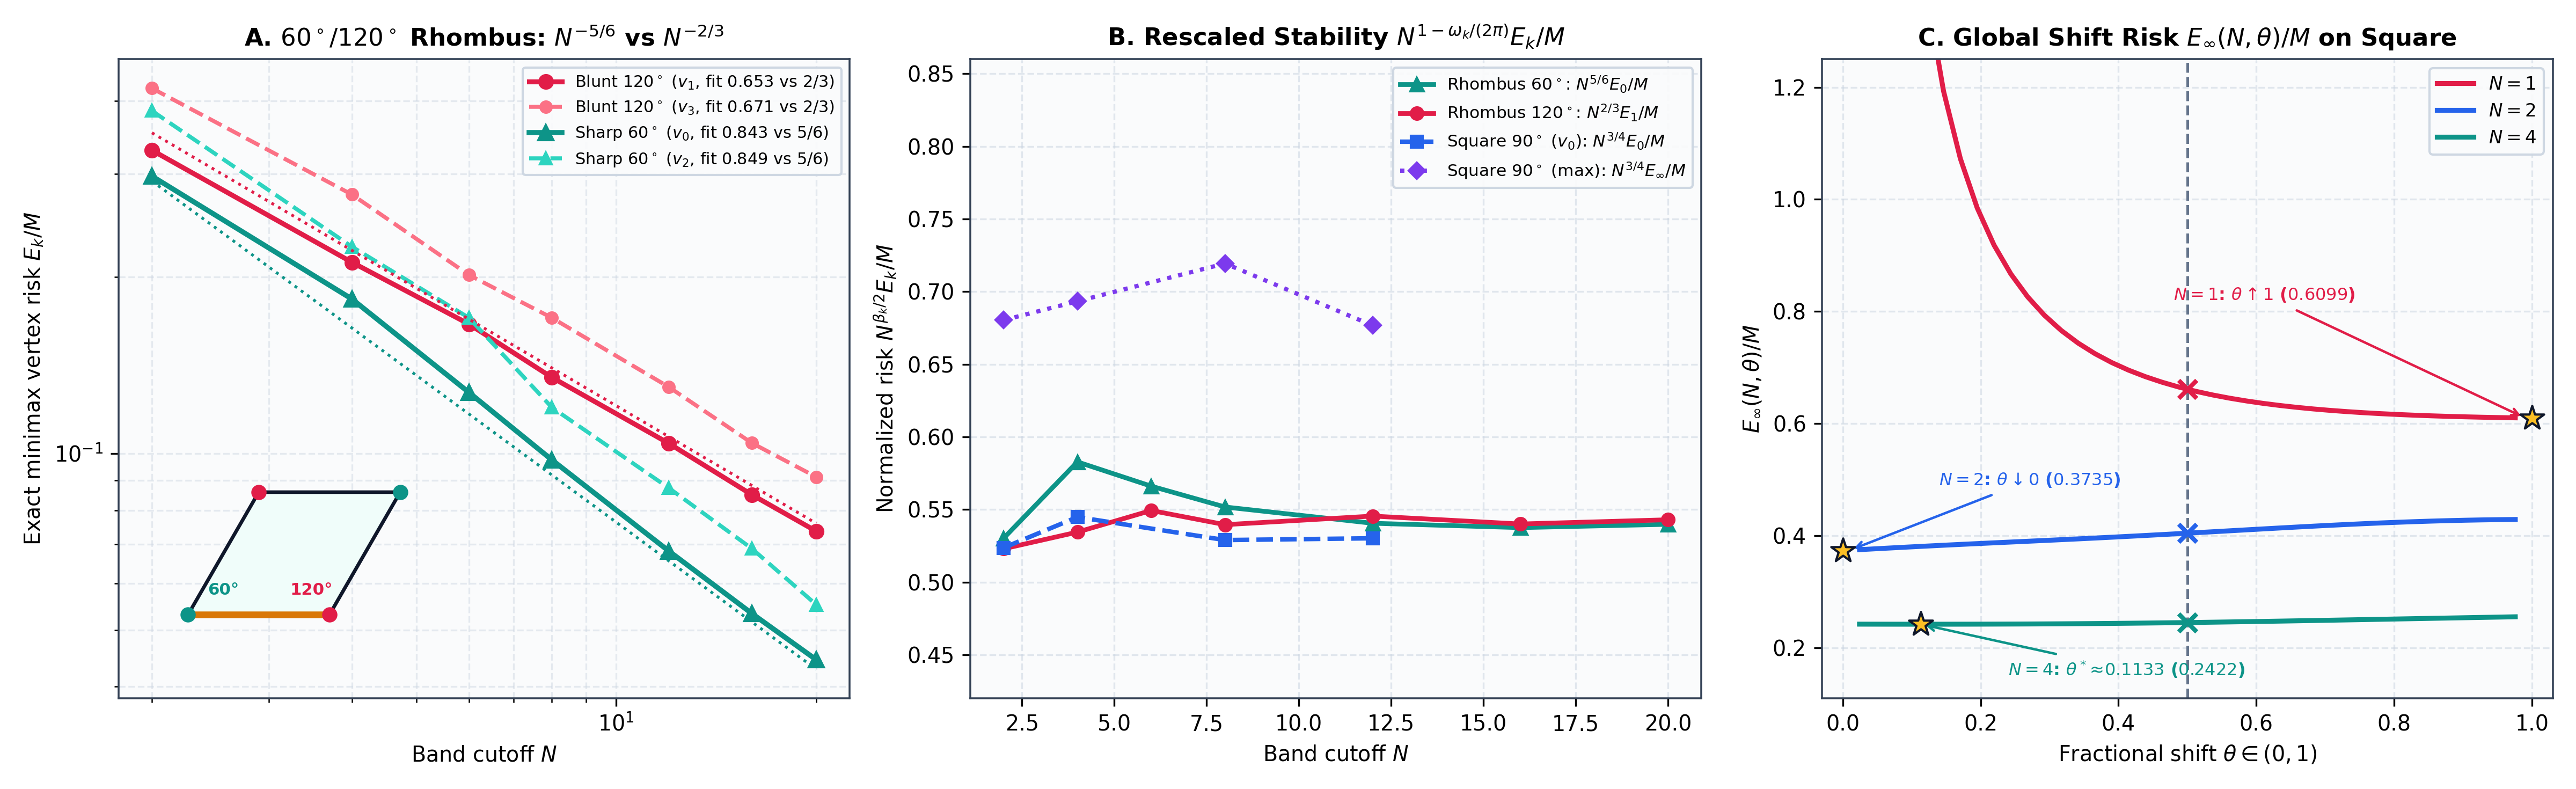 A. 60°/120° Rhombus: N^{-5/6} vs N^{-2/3}
Exact minimax vertex risk E_k/M
10^{-1}
Blunt 120° (v_1, fit 0.653 vs 2/3)
Blunt 120° (v_3, fit 0.671 vs 2/3)
Sharp 60° (v_0, fit 0.843 vs 5/6)
Sharp 60° (v_2, fit 0.849 vs 5/6)
60°
120°
10^1
Band cutoff N
B. Rescaled Stability N^{1−ω_k/(2π)}E_k/M
Normalized risk N^{β_k/2}E_k/M
0.85
0.80
0.75
0.70
0.65
0.60
0.55
0.50
0.45
Rhombus 60°: N^{5/6}E_0/M
Rhombus 120°: N^{2/3}E_1/M
Square 90° (v_0): N^{3/4}E_0/M
Square 90° (max): N^{3/4}E_∞/M
2.5 5.0 7.5 10.0 12.5 15.0 17.5 20.0
Band cutoff N
C. Global Shift Risk E_∞(N, θ)/M on Square
E_∞(N, θ)/M
1.2
1.0
0.8
0.6
0.4
0.2
N = 1
N = 2
N = 4
N = 1: θ ↑ 1 (0.6099)
N = 2: θ ↓ 0 (0.3735)
N = 4: θ* ≈ 0.1133 (0.2422)
0.0 0.2 0.4 0.6 0.8 1.0
Fractional shift θ ∈ (0, 1)